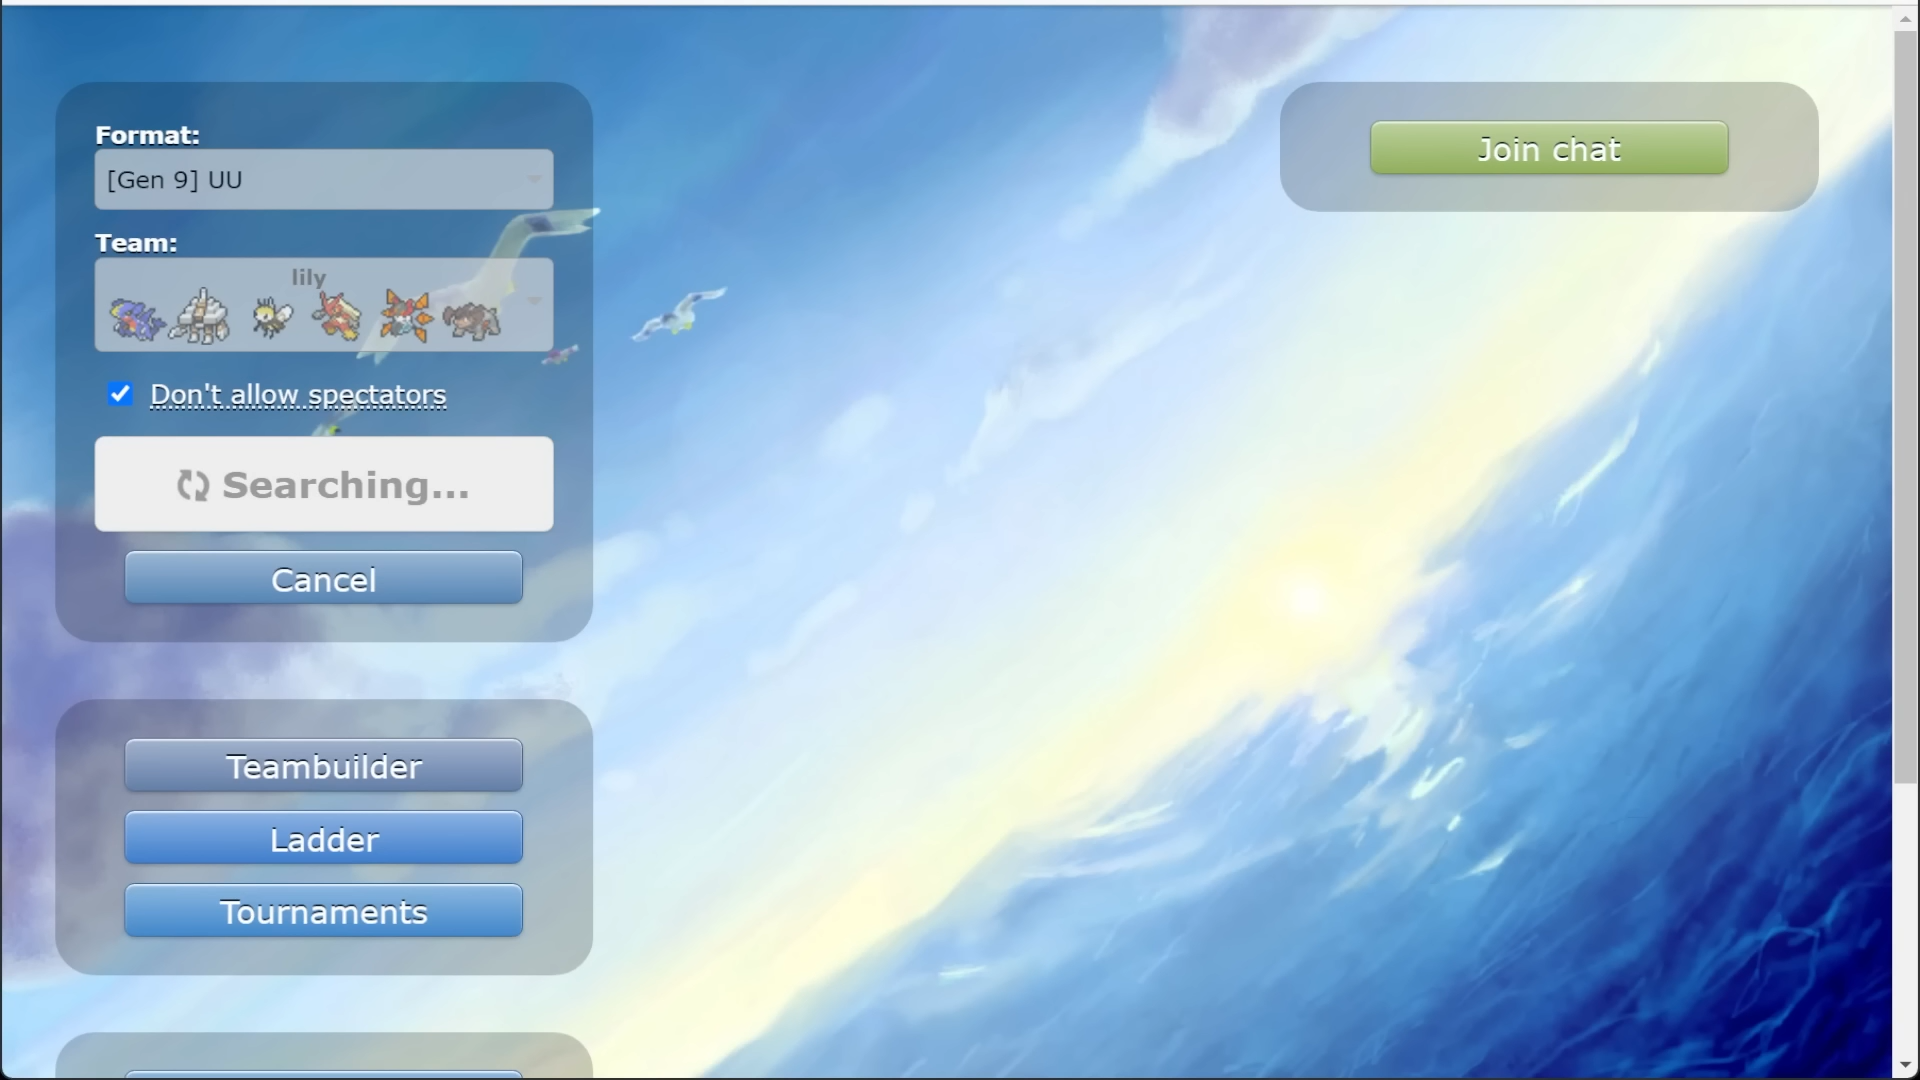 Format:
[Gen 9] UU
Team:
lily
Don't allow spectators
Searching...
Cancel
Teambuilder
Ladder
Tournaments
Join chat